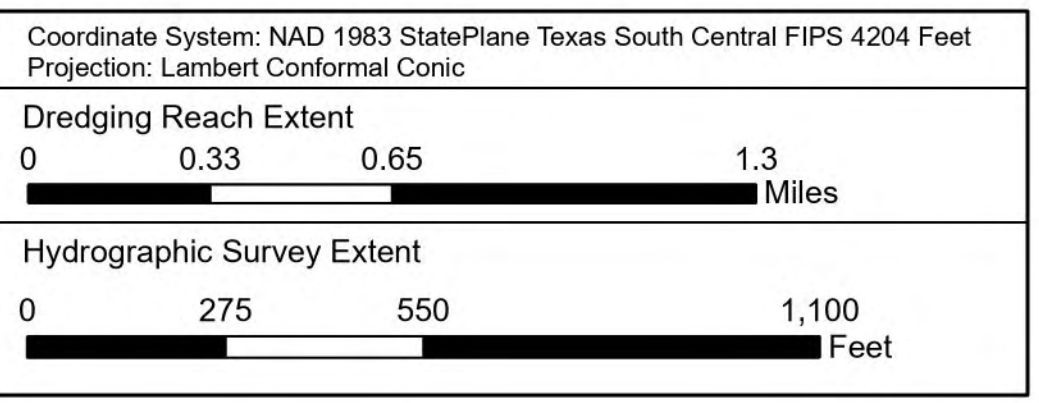 Coordinate System: NAD 1983 StatePlane Texas South Central FIPS 4204 Feet
Projection: Lambert Conformal Conic
Dredging Reach Extent
0 0.33 0.65 1.3
Miles
Hydrographic Survey Extent
0 275 550 1,100
Feet